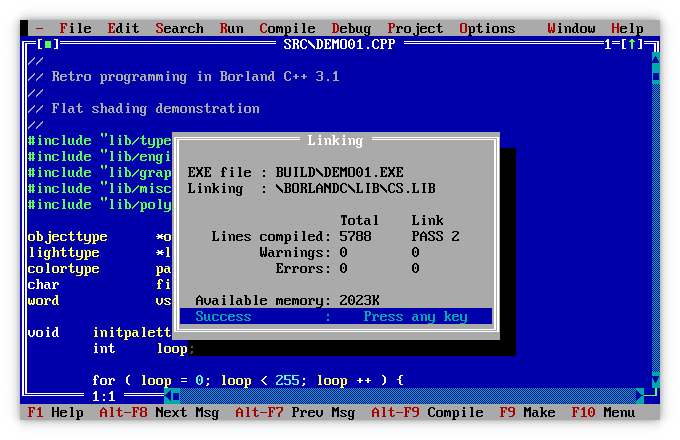 - File Edit Search Run Compile Debug Project Options Window Help
[■] SRC\DEMO01.CPP 1=[↑]
//
// Retro programming in Borland C++ 3.1
//
// Flat shading demonstration
//
#include "lib/type
#include "lib/engi
#include "lib/grap
#include "lib/misc
#include "lib/poly
objecttype *o
lighttype *l
colortype pa
char fi
word vs
void initpalett
int loop;
for ( loop = 0; loop < 255; loop ++ ) {
1:1
Linking
EXE file : BUILD\DEMO01.EXE
Linking : \BORLANDC\LIB\CS.LIB
Total Link
Lines compiled: 5788 PASS 2
Warnings: 0 0
Errors: 0 0
Available memory: 2023K
Success : Press any key
F1 Help Alt-F8 Next Msg Alt-F7 Prev Msg Alt-F9 Compile F9 Make F10 Menu